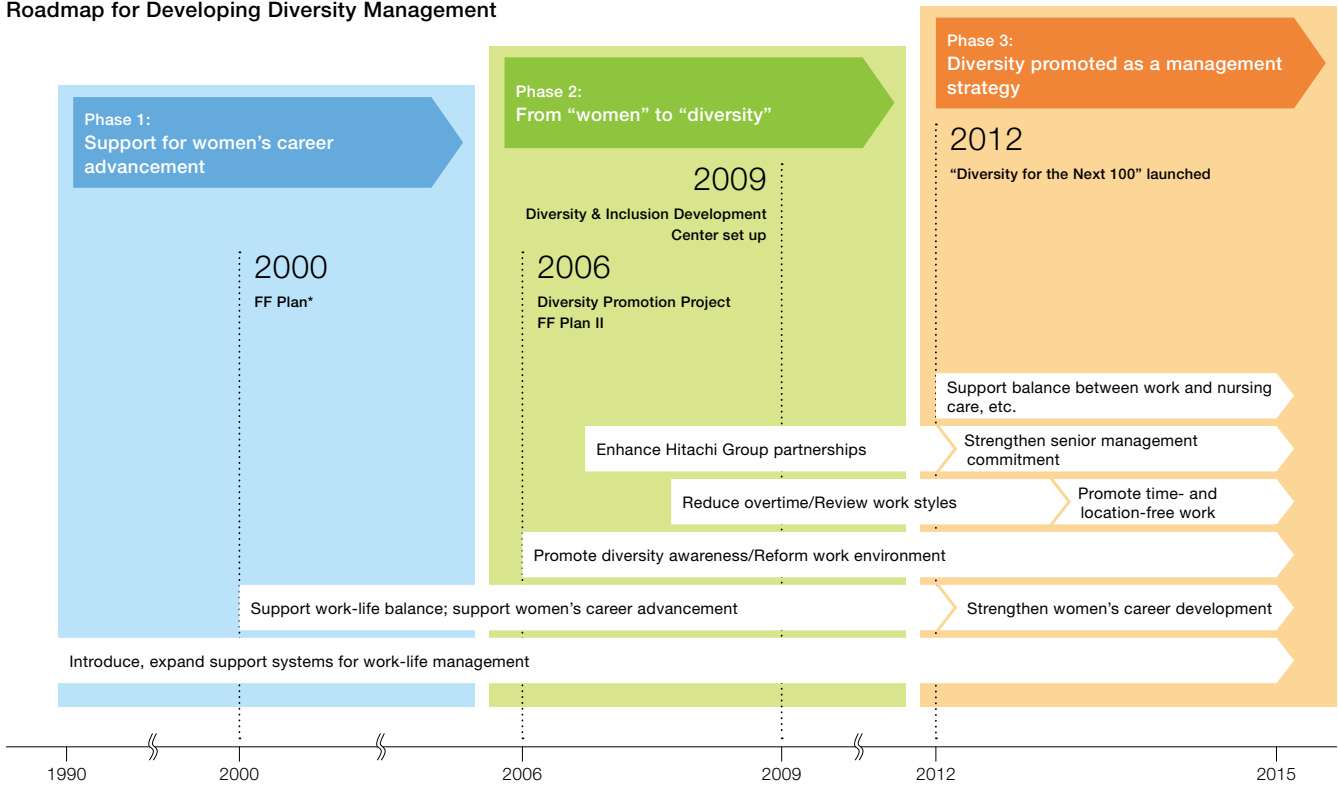 Roadmap for Developing Diversity Management
Phase 1:
Support for women's career
advancement
2000
FF Plan*
Phase 2:
From “women” to “diversity”
2009
Diversity & Inclusion Development
Center set up
2006
Diversity Promotion Project
FF Plan II
Phase 3:
Diversity promoted as a management
strategy
2012
“Diversity for the Next 100” launched
Support balance between work and nursing
care, etc.
Enhance Hitachi Group partnerships
Strengthen senior management
commitment
Reduce overtime/Review work styles
Promote time- and
location-free work
Promote diversity awareness/Reform work environment
Support work-life balance; support women's career advancement
Strengthen women's career development
Introduce, expand support systems for work-life management
1990
2000
2006
2009
2012
2015